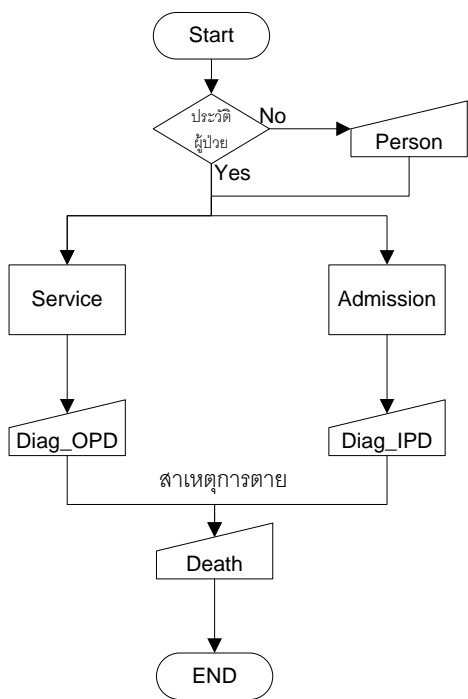 Start
ประวัติ
ผู้ป่วย
No
Person
Yes
Service
Admission
Diag_OPD
Diag_IPD
สาเหตุการตาย
Death
END